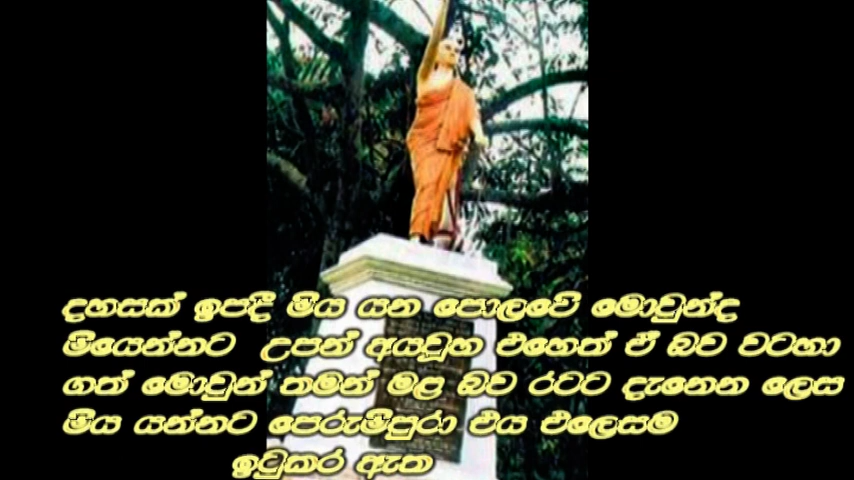 දහසක් ඉපදී මිය යන පොලවේ මොවුන්ද
මියෙන්නට උපන් අයවූහ එහෙත් ඒ බව වටහා
ගත් මොවුන් තමන් මළ බව රටට දැනෙන ලෙස
මිය යන්නට පෙරුම්පුරා එය එලෙසම
ඉටුකර ඇත